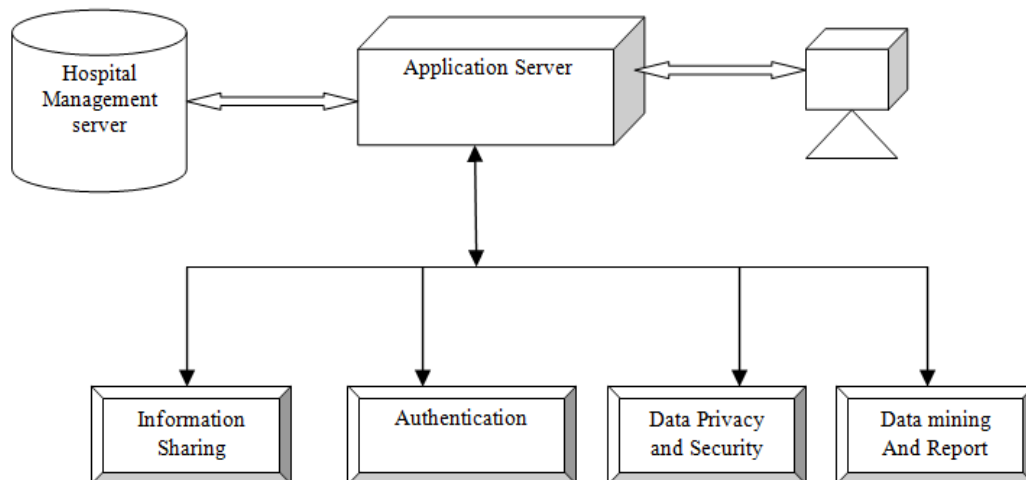 Hospital
Management
server
Application Server
Information
Sharing
Authentication
Data Privacy
and Security
Data mining
And Report